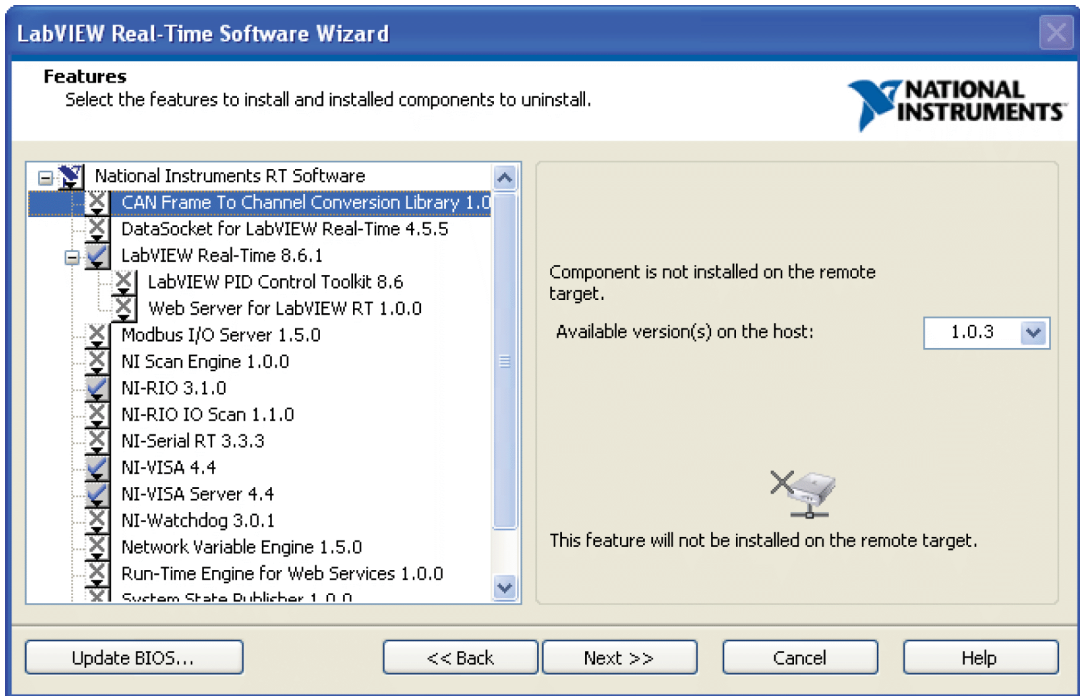 LabVIEW Real-Time Software Wizard
Features
Select the features to install and installed components to uninstall.
NATIONAL
INSTRUMENTS
National Instruments RT Software
CAN Frame To Channel Conversion Library 1.0
DataSocket for LabVIEW Real-Time 4.5.5
LabVIEW Real-Time 8.6.1
LabVIEW PID Control Toolkit 8.6
Web Server for LabVIEW RT 1.0.0
Modbus I/O Server 1.5.0
NI Scan Engine 1.0.0
NI-RIO 3.1.0
NI-RIO IO Scan 1.1.0
NI-Serial RT 3.3.3
NI-VISA 4.4
NI-VISA Server 4.4
NI-Watchdog 3.0.1
Network Variable Engine 1.5.0
Run-Time Engine for Web Services 1.0.0
System State Publisher 1.0.0
Component is not installed on the remote
target.
Available version(s) on the host:
1.0.3
This feature will not be installed on the remote target.
Update BIOS...
<< Back
Next >>
Cancel
Help